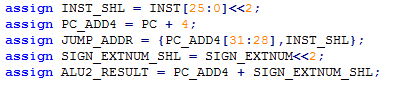 assign INST_SHL = INST[25:0]<<2;
assign PC_ADD4 = PC + 4;
assign JUMP_ADDR = {PC_ADD4[31:28],INST_SHL};
assign SIGN_EXTNUM_SHL = SIGN_EXTNUM<<2;
assign ALU2_RESULT = PC_ADD4 + SIGN_EXTNUM_SHL;